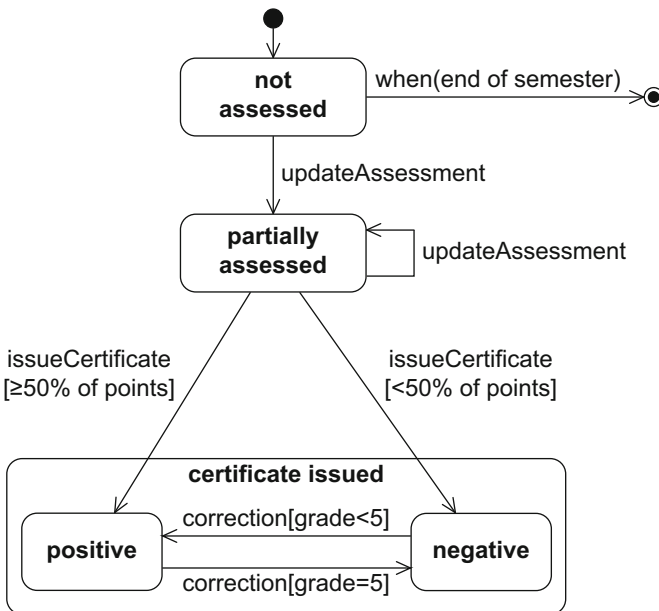 not
assessed
when(end of semester)
updateAssessment
partially
assessed
updateAssessment
issueCertificate
[≥50% of points]
issueCertificate
[<50% of points]
certificate issued
positive
correction[grade<5]
negative
correction[grade=5]